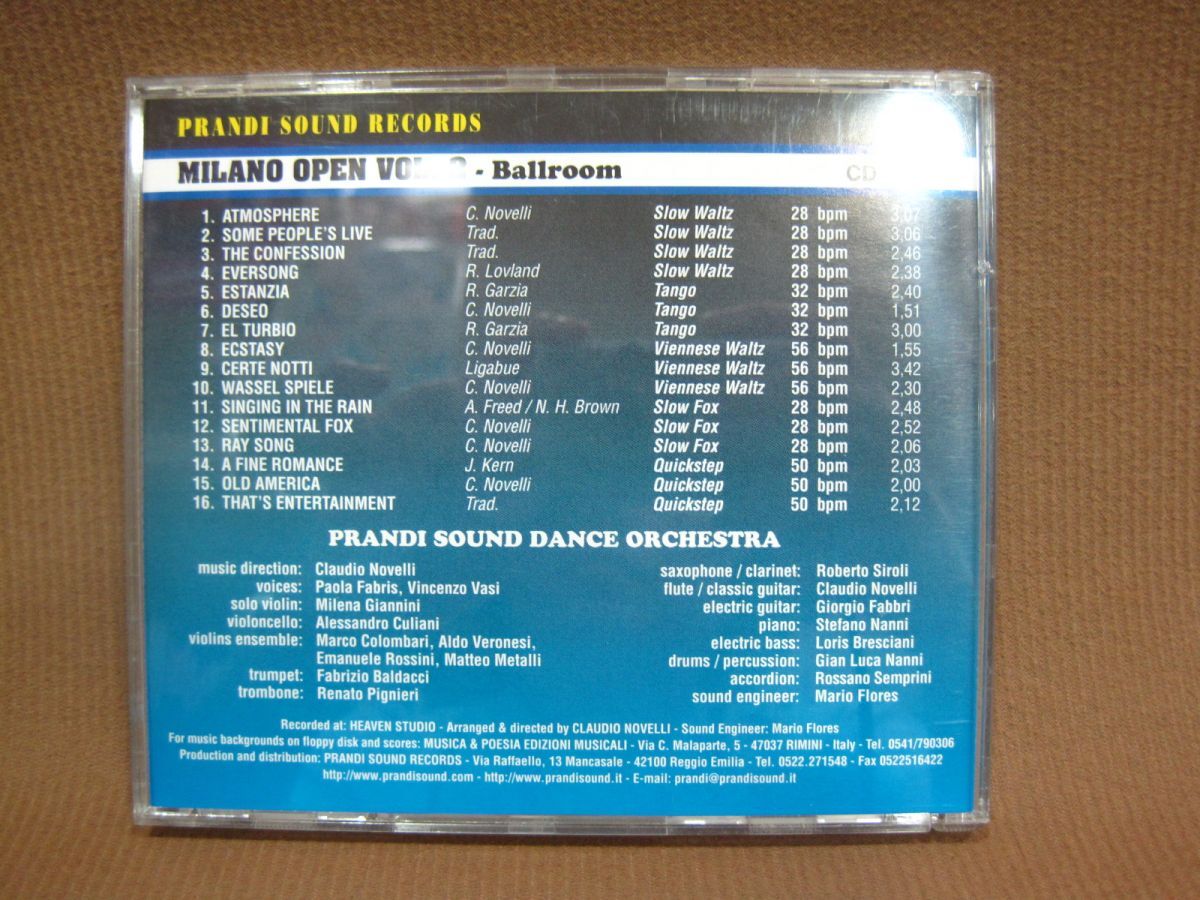 PRANDI SOUND RECORDS
MILANO OPEN VOL. - Ballroom CD
1. ATMOSPHERE C. Novelli Slow Waltz 28 bpm 3,07
2. SOME PEOPLE'S LIVE Trad. Slow Waltz 28 bpm 3,06
3. THE CONFESSION Trad. Slow Waltz 28 bpm 2,46
4. EVERSONG R. Lovland Slow Waltz 28 bpm 2,38
5. ESTANZIA R. Garzia Tango 32 bpm 2,40
6. DESEO C. Novelli Tango 32 bpm 1,51
7. EL TURBIO R. Garzia Tango 32 bpm 3,00
8. ECSTASY C. Novelli Viennese Waltz 56 bpm 1,55
9. CERTE NOTTI Ligabue Viennese Waltz 56 bpm 3,42
10. WASSEL SPIELE C. Novelli Viennese Waltz 56 bpm 2,30
11. SINGING IN THE RAIN A. Freed / N. H. Brown Slow Fox 28 bpm 2,48
12. SENTIMENTAL FOX C. Novelli Slow Fox 28 bpm 2,52
13. RAY SONG C. Novelli Slow Fox 28 bpm 2,06
14. A FINE ROMANCE J. Kern Quickstep 50 bpm 2,03
15. OLD AMERICA C. Novelli Quickstep 50 bpm 2,00
16. THAT'S ENTERTAINMENT Trad. Quickstep 50 bpm 2,12
PRANDI SOUND DANCE ORCHESTRA
music direction: Claudio Novelli
voices: Paola Fabris, Vincenzo Vasi
solo violin: Milena Giannini
violoncello: Alessandro Culiani
violins ensemble: Marco Colombari, Aldo Veronesi,
Emanuele Rossini, Matteo Metalli
trumpet: Fabrizio Baldacci
trombone: Renato Pignieri
saxophone / clarinet: Roberto Siroli
flute / classic guitar: Claudio Novelli
electric guitar: Giorgio Fabbri
piano: Stefano Nanni
electric bass: Loris Bresciani
drums / percussion: Gian Luca Nanni
accordion: Rossano Semprini
sound engineer: Mario Flores
Recorded at: HEAVEN STUDIO - Arranged & directed by CLAUDIO NOVELLI - Sound Engineer: Mario Flores
For music backgrounds on floppy disk and scores: MUSICA & POESIA EDIZIONI MUSICALI - Via C. Malaparte, 5 - 47037 RIMINI - Italy - Tel. 0541/790306
Production and distribution: PRANDI SOUND RECORDS - Via Raffaello, 13 Mancasale - 42100 Reggio Emilia - Tel. 0522.271548 - Fax 0522516422
http://www.prandisound.com - http://www.prandisound.it - E-mail: prandi@prandisound.it